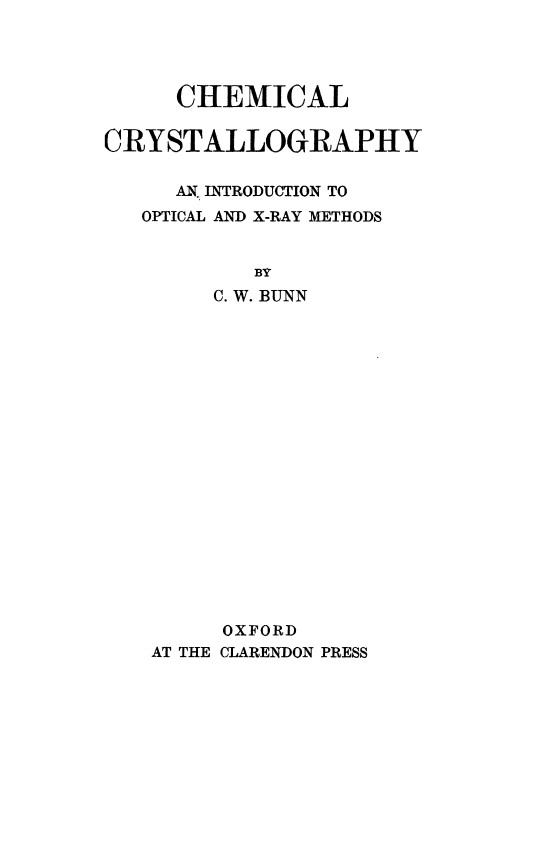 CHEMICAL
CRYSTALLOGRAPHY
AN INTRODUCTION TO
OPTICAL AND X-RAY METHODS
BY
C. W. BUNN
OXFORD
AT THE CLARENDON PRESS